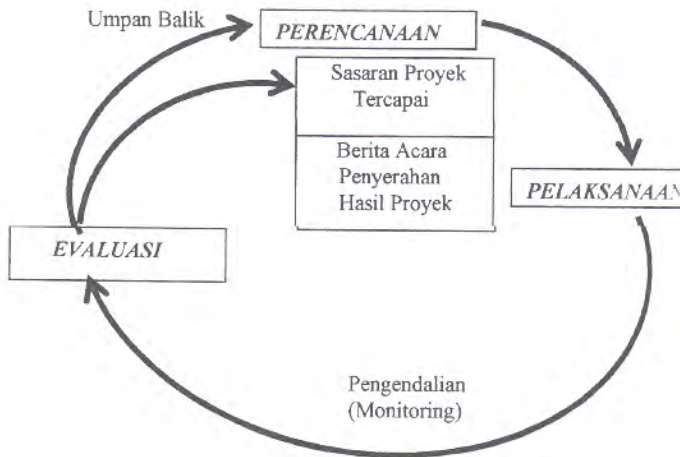 Umpan Balik
PERENCANAAN
Sasaran Proyek
Tercapai
Berita Acara
Penyerahan
Hasil Proyek
PELAKSANAAN
EVALUASI
Pengendalian
(Monitoring)